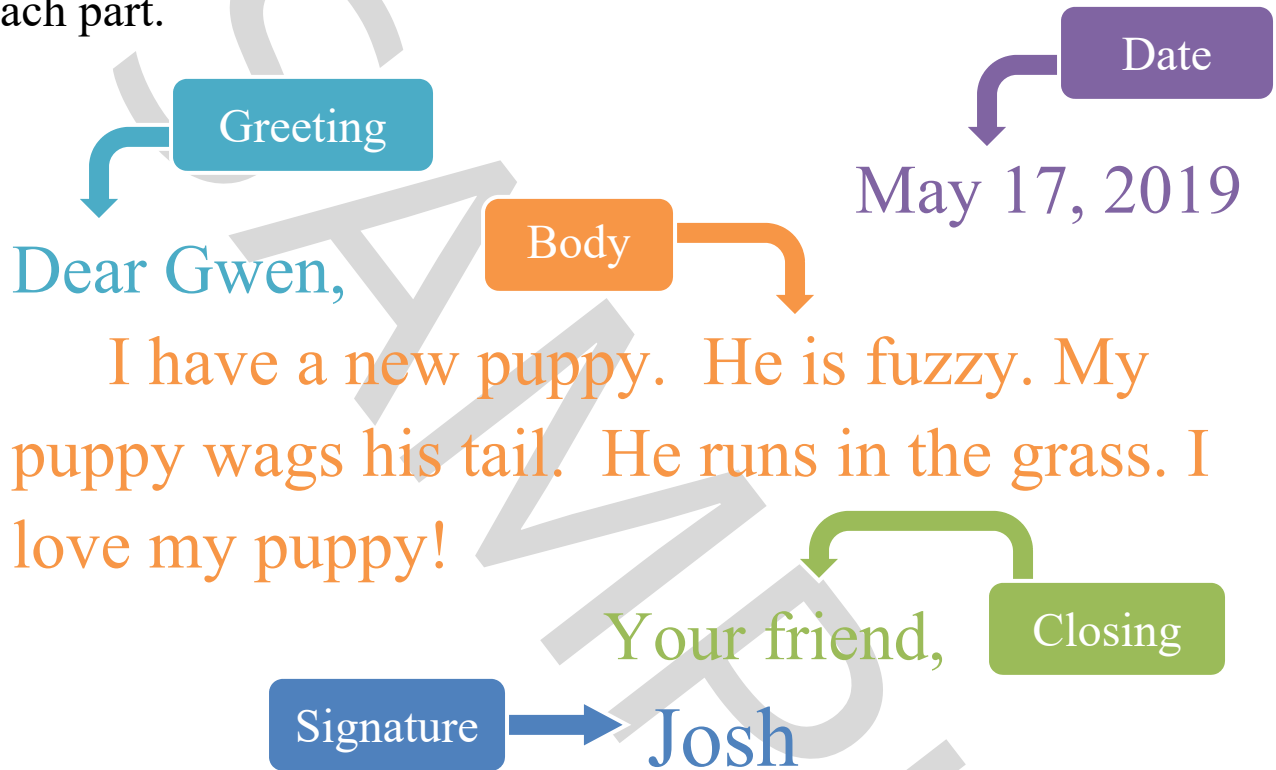 ach part.
Date
Greeting
May 17, 2019
Body
Dear Gwen,
I have a new puppy.  He is fuzzy. My
puppy wags his tail.  He runs in the grass. I
love my puppy!
Your friend,
Closing
Signature
Josh
SAMP